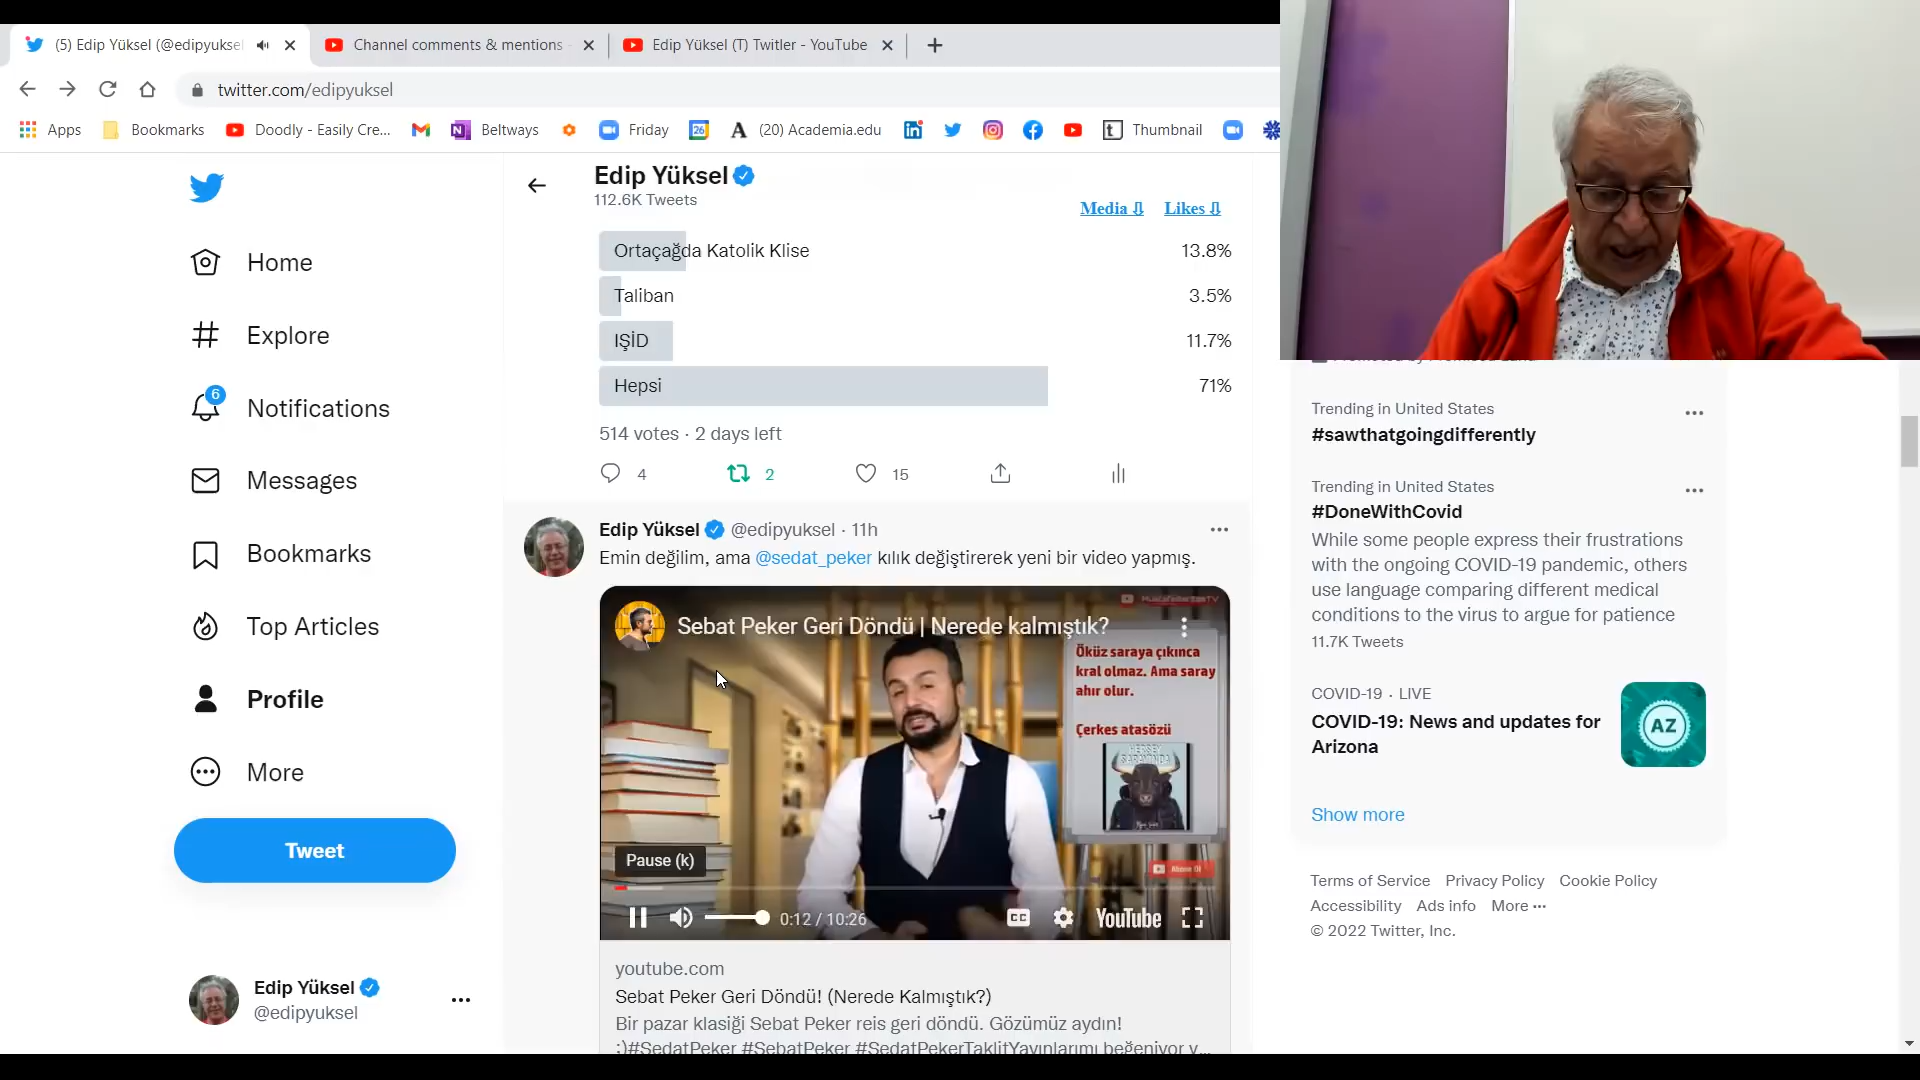 (5) Edip Yüksel (@edipyuksel
Channel comments & mentions
Edip Yüksel (T) Twitler - YouTube
twitter.com/edipyuksel
Apps
Bookmarks
Doodly - Easily Cre...
Beltways
Friday
26
(20) Academia.edu
Thumbnail
Home
Explore
6
Notifications
Messages
Bookmarks
Top Articles
Profile
More
Tweet
Edip Yüksel
@edipyuksel
Edip Yüksel
112.6K Tweets
Media ⇩ Likes ⇩
Ortaçağda Katolik Klise 13.8%
Taliban 3.5%
IŞİD 11.7%
Hepsi 71%
514 votes · 2 days left
4 2 15
Edip Yüksel @edipyuksel · 11h
Emin değilim, ama @sedat_peker kılık değiştirerek yeni bir video yapmış.
Sebat Peker Geri Döndü | Nerede kalmıştık?
Öküz saraya çıkınca
kral olmaz. Ama saray
ahır olur.
Çerkes atasözü
Abone Ol
Pause (k)
0:12 / 10:26
CC
YouTube
youtube.com
Sebat Peker Geri Döndü! (Nerede Kalmıştık?)
Bir pazar klasiği Sebat Peker reis geri döndü. Gözümüz aydın!
:)#SedatPeker #SebatPeker #SedatPekerTaklitYayınlarımı beğeniyor v...
Trending in United States
#sawthatgoingdifferently
Trending in United States
#DoneWithCovid
While some people express their frustrations
with the ongoing COVID-19 pandemic, others
use language comparing different medical
conditions to the virus to argue for patience
11.7K Tweets
COVID-19 · LIVE
COVID-19: News and updates for
Arizona
AZ
Show more
Terms of Service Privacy Policy Cookie Policy
Accessibility Ads info More ···
© 2022 Twitter, Inc.